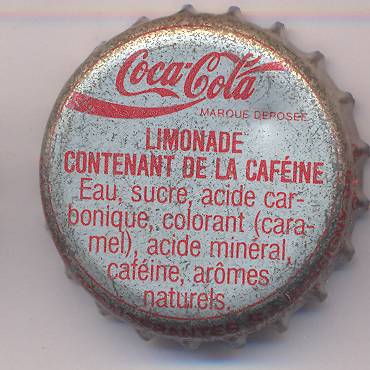 Coca-Cola
MARQUE DEPOSEE
LIMONADE
CONTENANT DE LA CAFÉINE
Eau, sucre, acide car-
bonique, colorant (cara-
mel), acide minéral,
caféine, arômes
naturels.